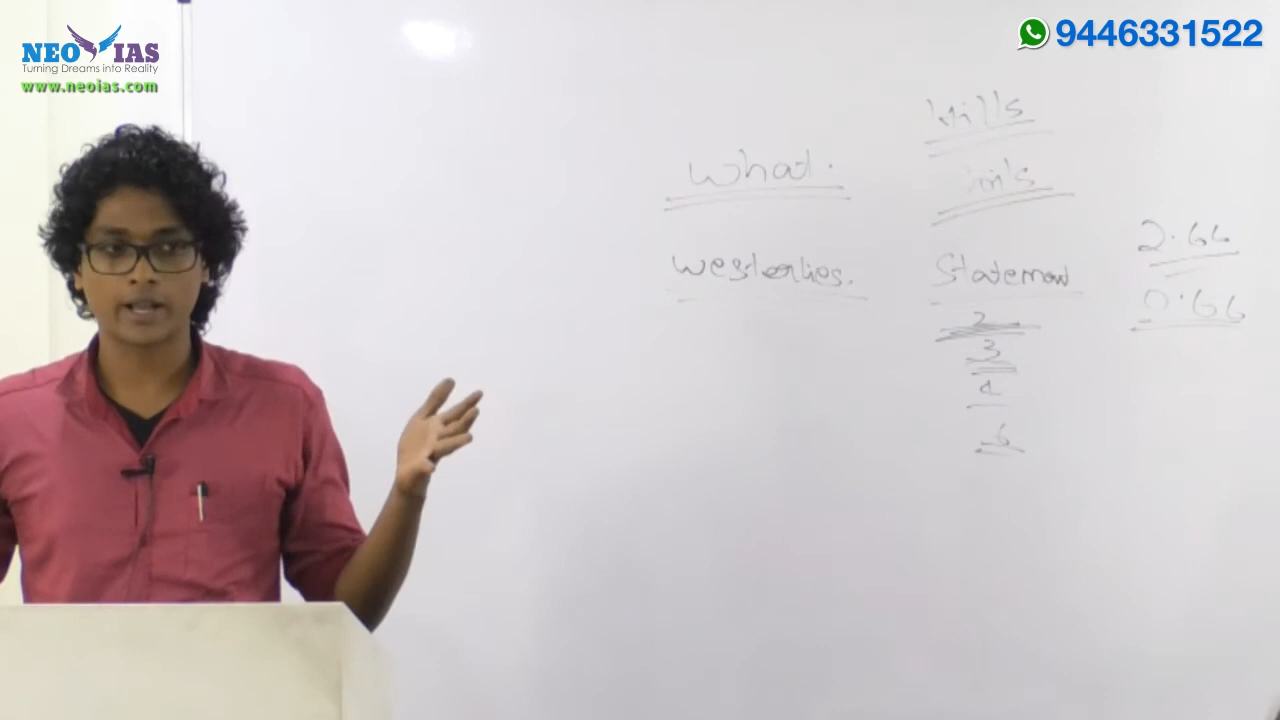 NEO IAS
Turning Dreams into Reality
www.neoias.com
9446331522
What.
westerlies.
Statement
2
3
4
6
2.66
0.66